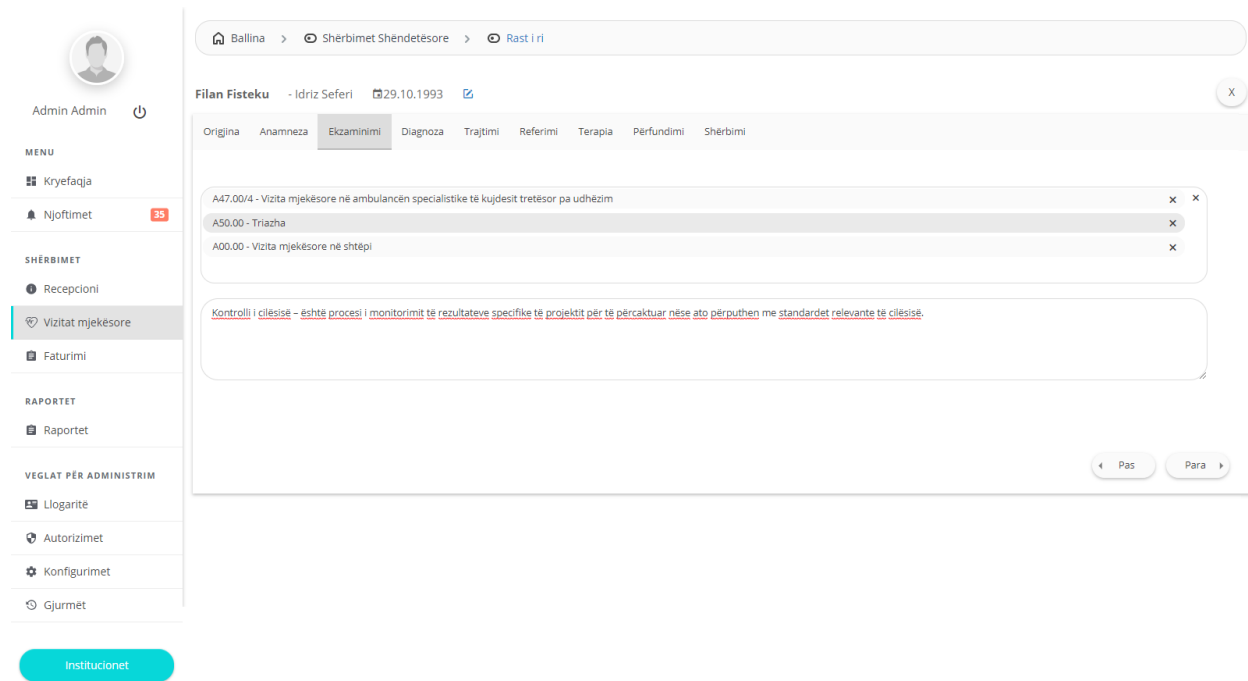 Admin Admin
MENU
Kryefaqja
Njoftimet 35
SHËRBIMET
Recepcioni
Vizitat mjekësore
Faturimi
RAPORTET
Raportet
VEGLAT PËR ADMINISTRIM
Llogaritë
Autorizimet
Konfigurimet
Gjurmët
Institucionet
Ballina > Shërbimet Shëndetësore > Rast i ri
Filan Fisteku - Idriz Seferi 29.10.1993 X
Origjina Anamneza Ekzaminimi Diagnoza Trajtimi Referimi Terapia Përfundimi Shërbimi
A47.00/4 - Vizita mjekësore në ambulancën specialistike të kujdesit tretësor pa udhëzim × ×
A50.00 - Triazha ×
A00.00 - Vizita mjekësore në shtëpi ×
Kontrolli i cilësisë – është procesi i monitorimit të rezultateve specifike të projektit për të përcaktuar nëse ato përputhen me standardet relevante të cilësisë.
Pas Para